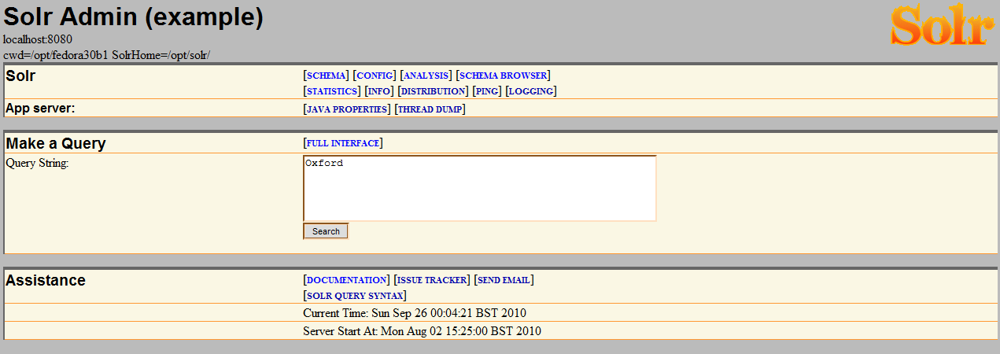 Solr Admin (example)
Solr
localhost:8080
cwd=/opt/fedora30b1 SolrHome=/opt/solr/
Solr [SCHEMA] [CONFIG] [ANALYSIS] [SCHEMA BROWSER]
[STATISTICS] [INFO] [DISTRIBUTION] [PING] [LOGGING]
App server: [JAVA PROPERTIES] [THREAD DUMP]
Make a Query [FULL INTERFACE]
Query String: Oxford
Search
Assistance [DOCUMENTATION] [ISSUE TRACKER] [SEND EMAIL]
[SOLR QUERY SYNTAX]
Current Time: Sun Sep 26 00:04:21 BST 2010
Server Start At: Mon Aug 02 15:25:00 BST 2010